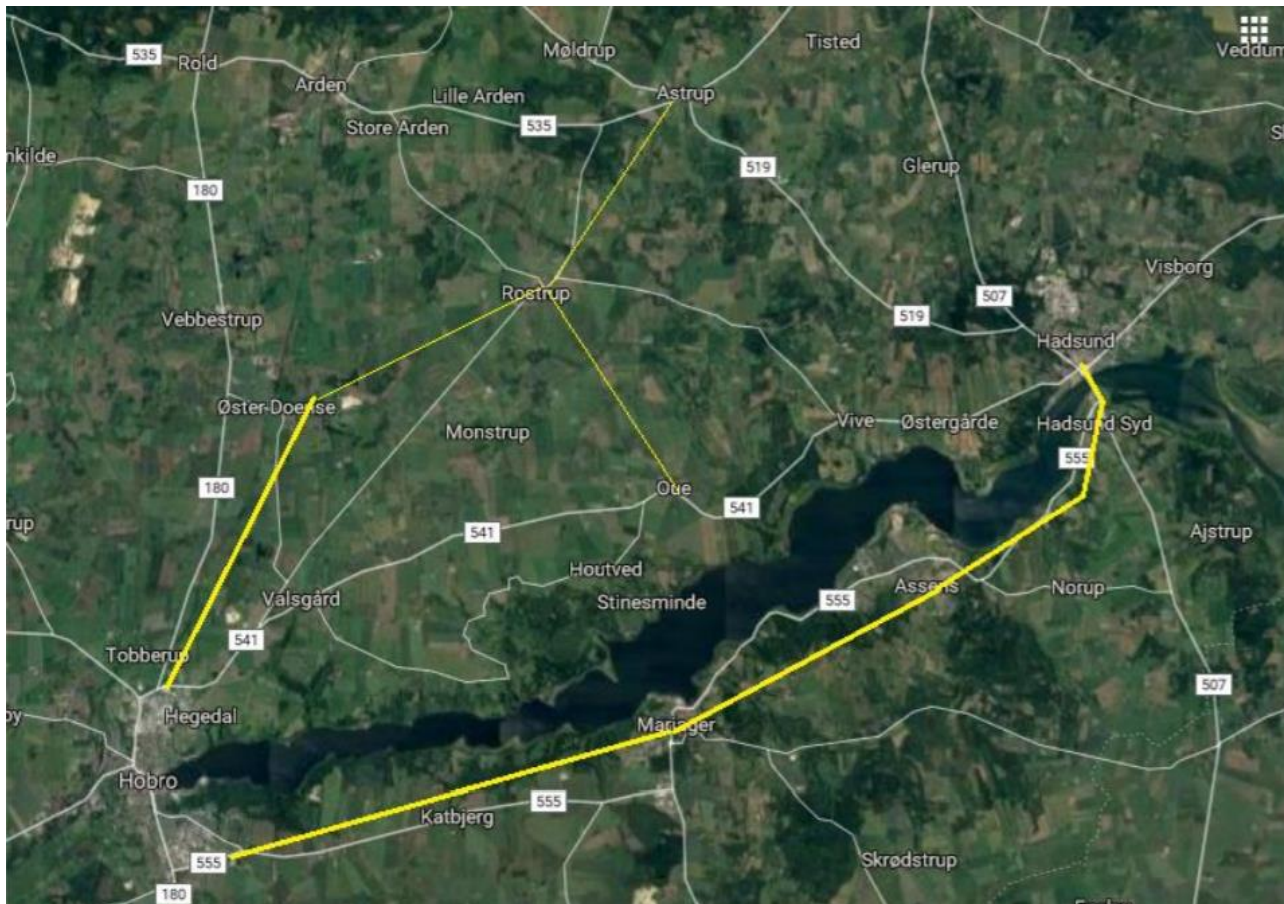 Møldrup
Tisted
Veddum
535
Rold
Arden
Lille Arden
Astrup
Store Arden
535
nkilde
519
Glerup
180
Visborg
Rostrup
507
Vebbestrup
519
Hadsund
Øster-Doense
Vive
Østergårde
Hadsund Syd
Monstrup
555
180
Oue
541
rup
541
Ajstrup
Houtved
Assens
Norup
Valsgård
Stinesminde
555
541
Tobberup
507
Hegedal
Mariager
by
Hobro
555
Katbjerg
555
Skrødstrup
180